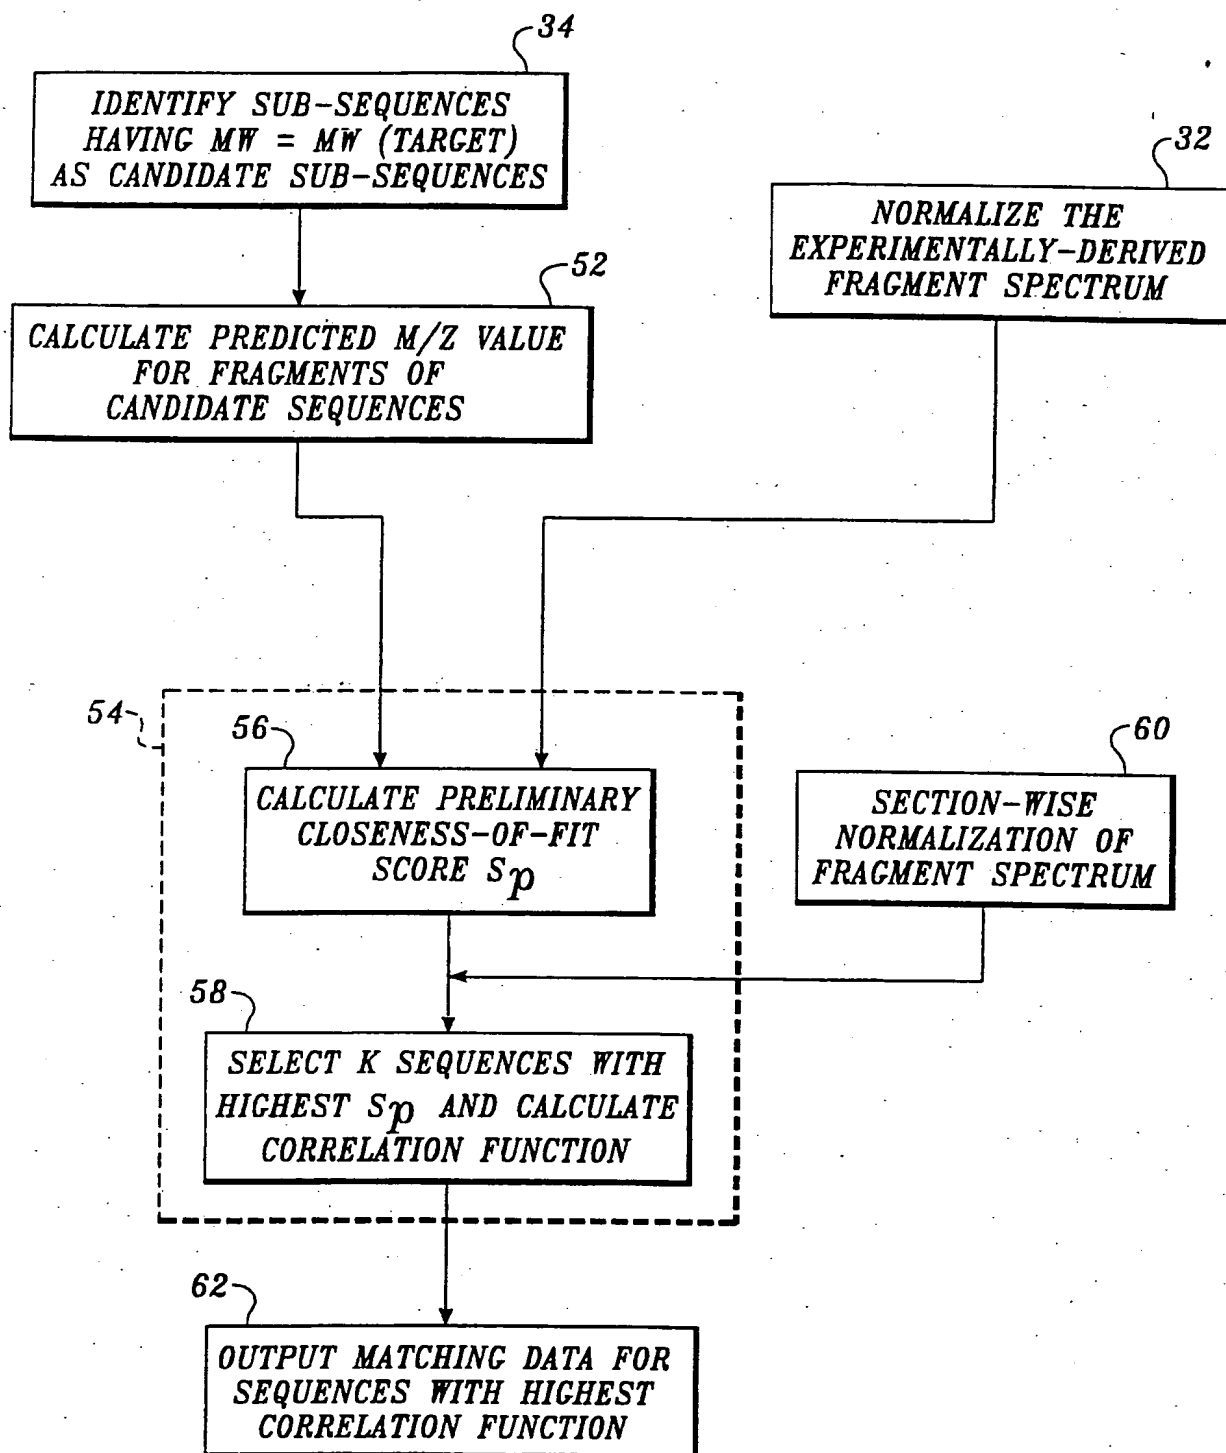 34
IDENTIFY SUB-SEQUENCES
HAVING MW = MW (TARGET)
AS CANDIDATE SUB-SEQUENCES
32
NORMALIZE THE
EXPERIMENTALLY-DERIVED
FRAGMENT SPECTRUM
52
CALCULATE PREDICTED M/Z VALUE
FOR FRAGMENTS OF
CANDIDATE SEQUENCES
54
56
CALCULATE PRELIMINARY
CLOSENESS-OF-FIT
SCORE Sp
60
SECTION-WISE
NORMALIZATION OF
FRAGMENT SPECTRUM
58
SELECT K SEQUENCES WITH
HIGHEST Sp AND CALCULATE
CORRELATION FUNCTION
62
OUTPUT MATCHING DATA FOR
SEQUENCES WITH HIGHEST
CORRELATION FUNCTION